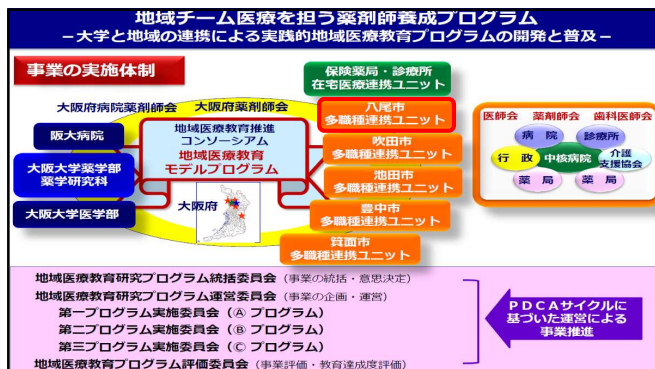 地域チーム医療を担う薬剤師養成プログラム
－大学と地域の連携による実践的地域医療教育プログラムの開発と普及－
事業の実施体制
保険薬局・診療所
在宅医療連携ユニット
大阪府病院薬剤師会
大阪府薬剤師会
阪大病院
大阪大学薬学部
薬学研究科
大阪大学医学部
地域医療教育推進
コンソーシアム
地域医療教育
モデルプログラム
大阪府
八尾市
多職種連携ユニット
吹田市
多職種連携ユニット
池田市
多職種連携ユニット
豊中市
多職種連携ユニット
箕面市
多職種連携ユニット
医師会 薬剤師会 歯科医師会
病院
診療所
行政
中核病院
介護
支援協会
薬局
薬局
地域医療教育研究プログラム統括委員会（事業の統括・意思決定）
地域医療教育研究プログラム運営委員会（事業の企画・運営）
第一プログラム実施委員会（Ⓐ プログラム）
第二プログラム実施委員会（Ⓑ プログラム）
第三プログラム実施委員会（Ⓒ プログラム）
地域医療教育プログラム評価委員会（事業評価・教育達成度評価）
ＰＤＣＡサイクルに
基づいた運営による
事業推進